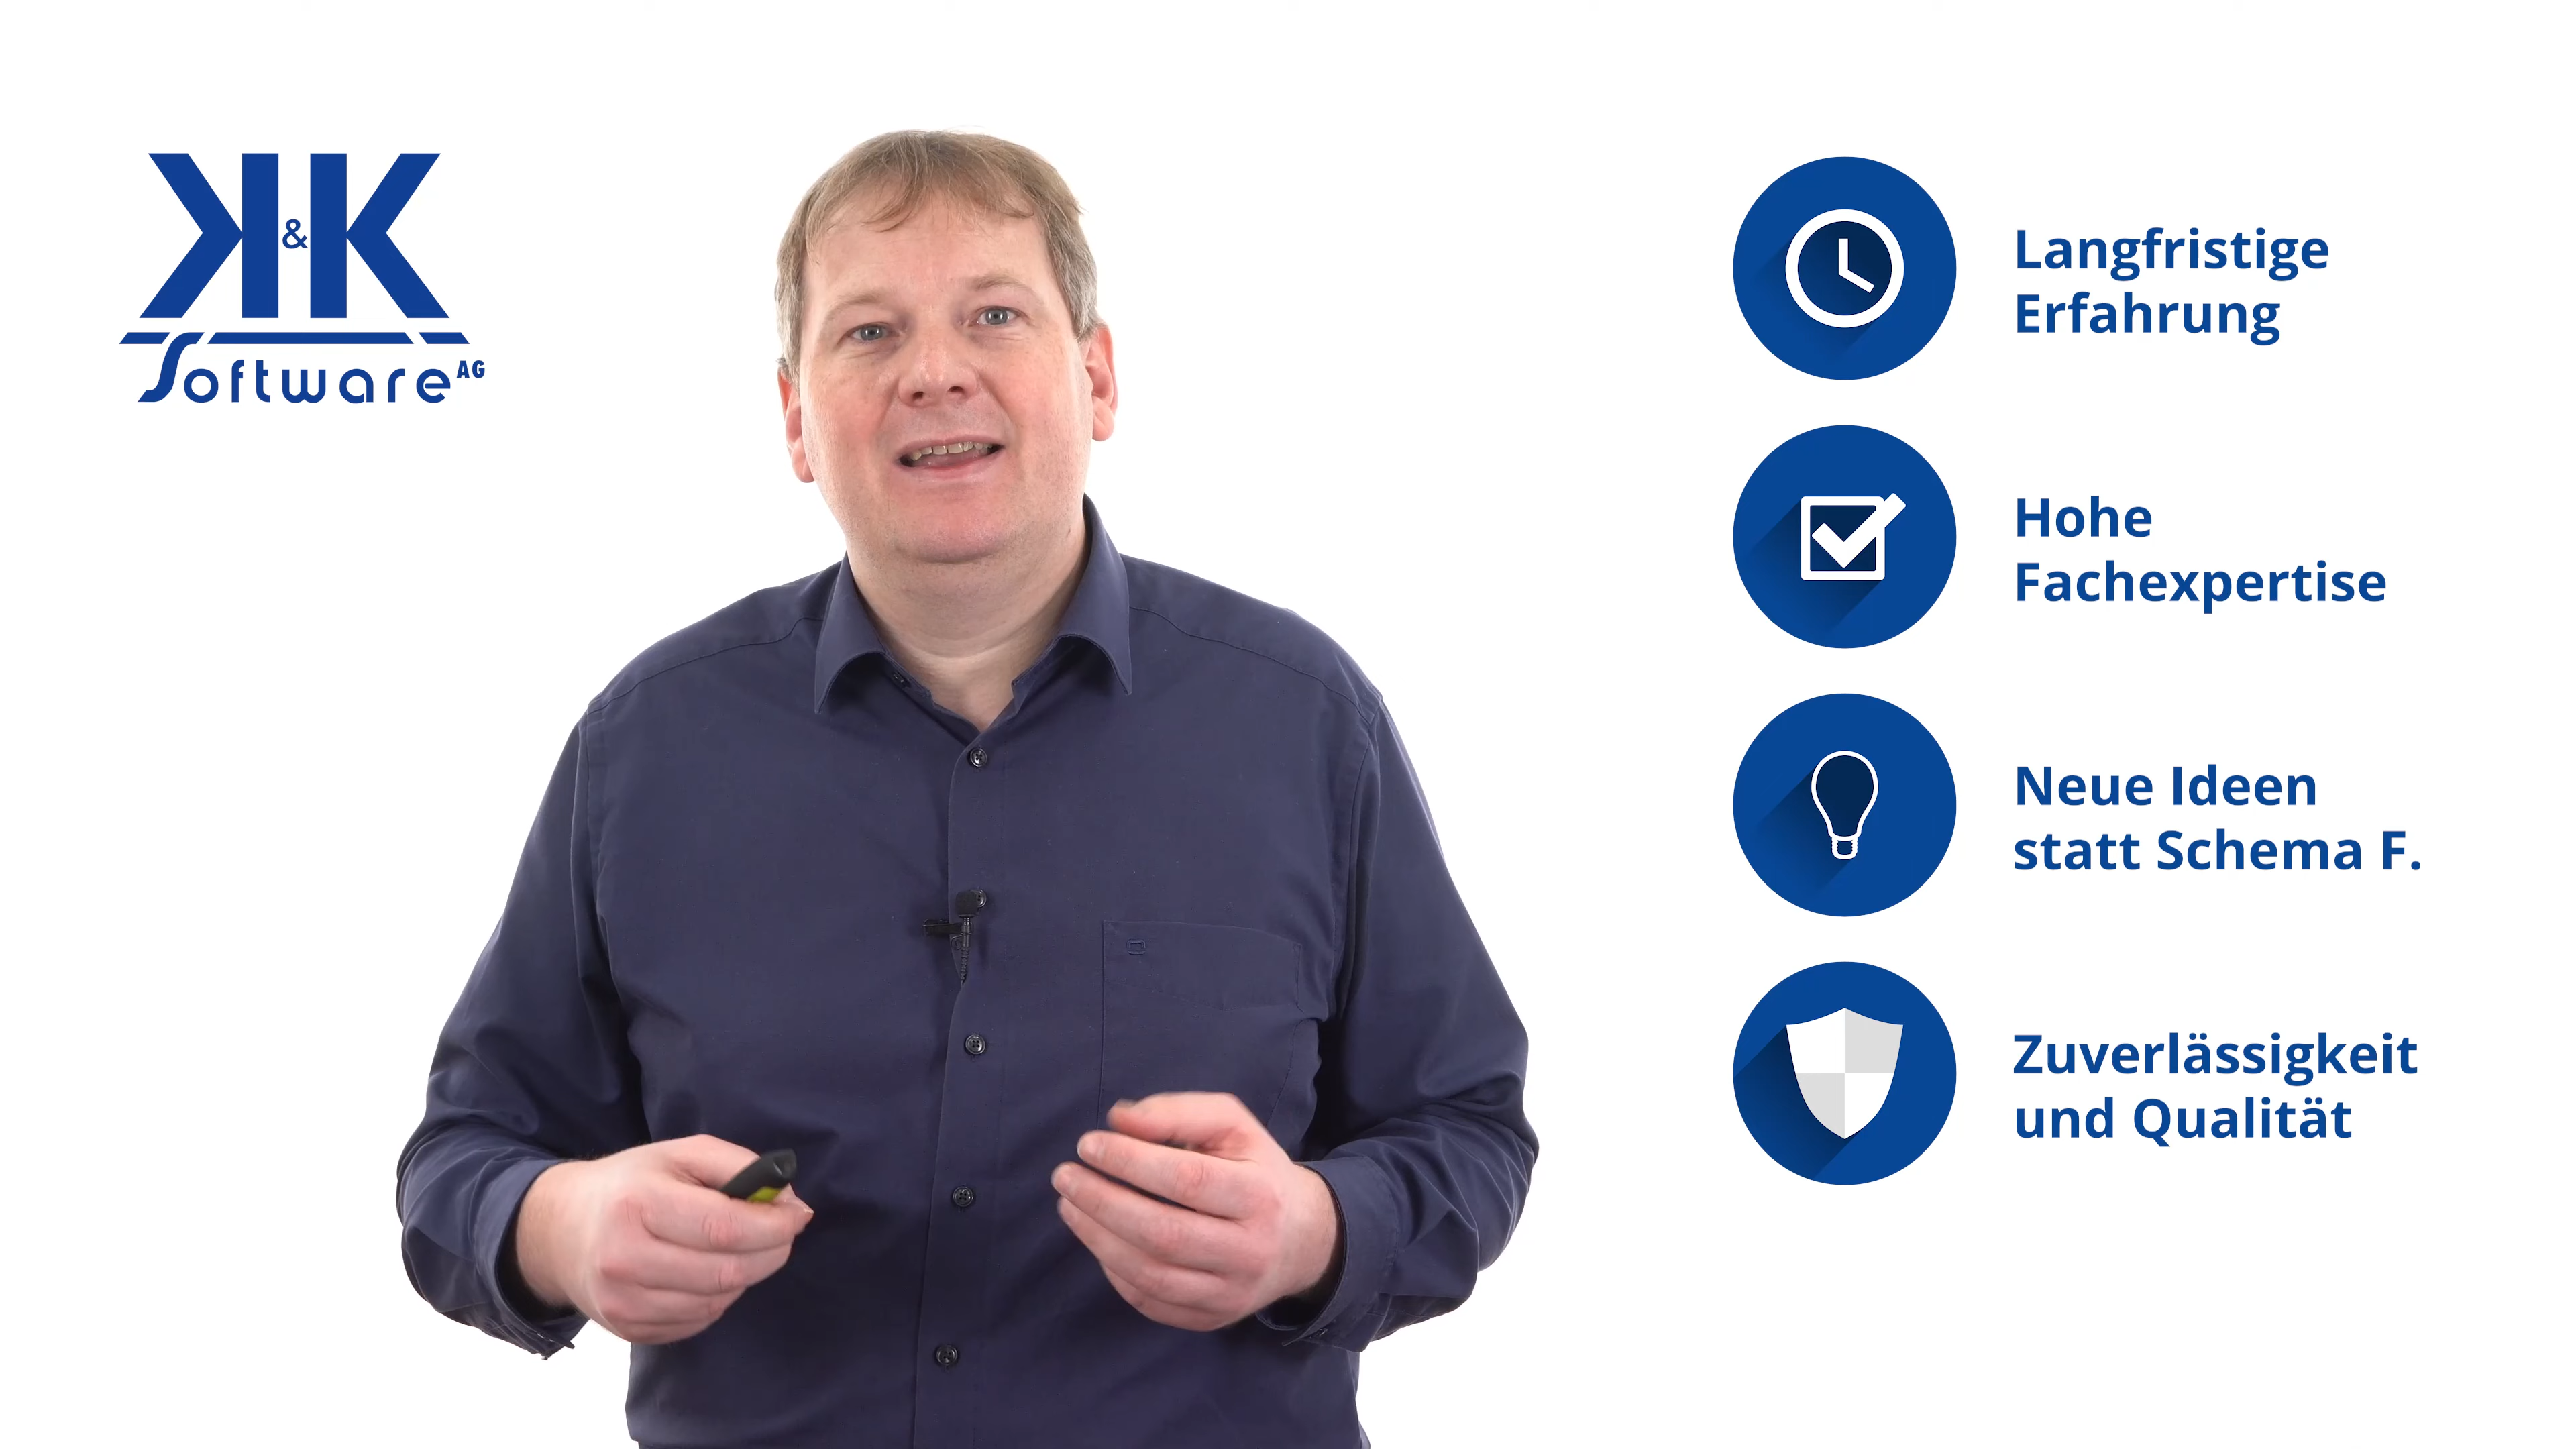 K&K
Software AG
Langfristige
Erfahrung
Hohe
Fachexpertise
Neue Ideen
statt Schema F.
Zuverlässigkeit
und Qualität